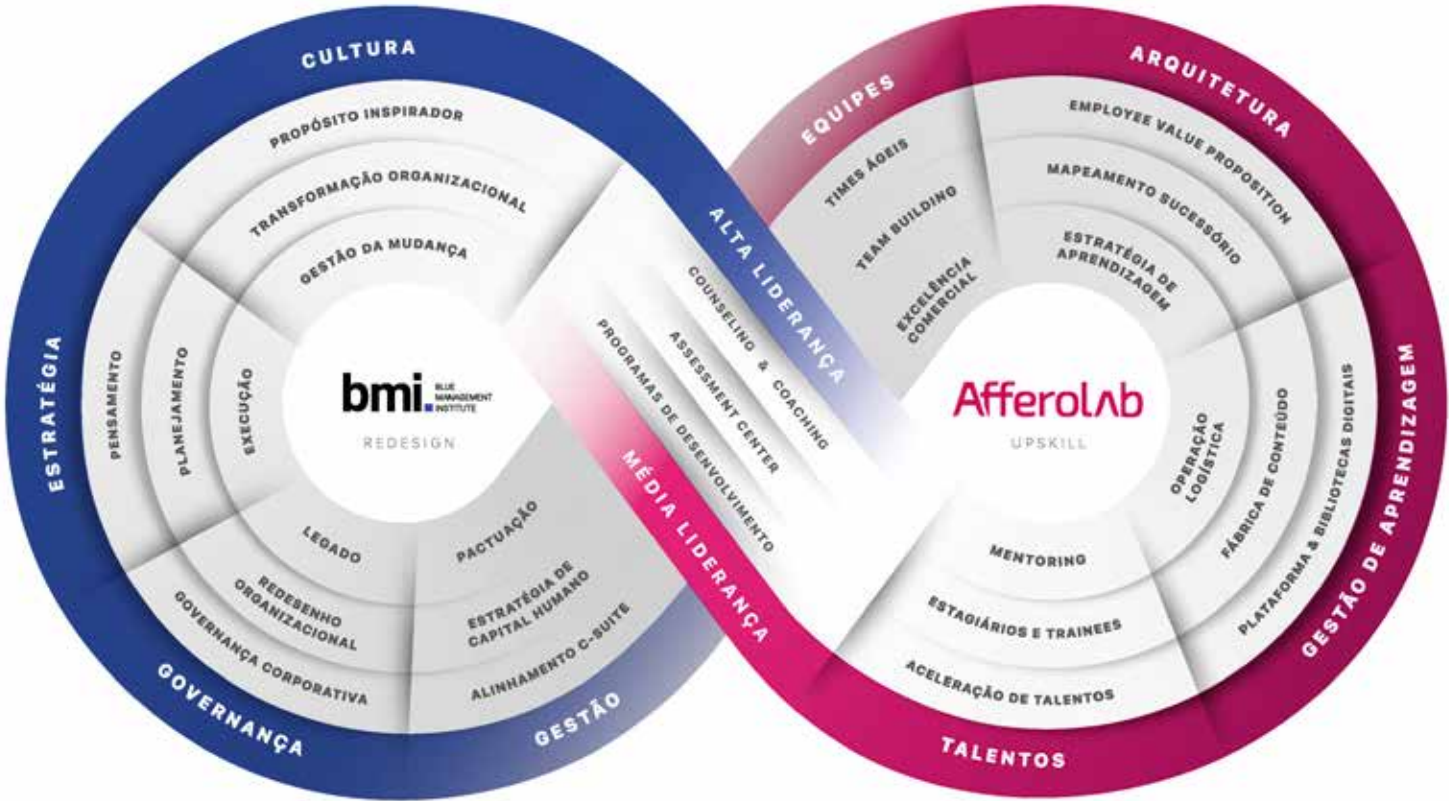 CULTURA
PROPÓSITO INSPIRADOR
TRANSFORMAÇÃO ORGANIZACIONAL
GESTÃO DA MUDANÇA
ESTRATÉGIA
PENSAMENTO
PLANEJAMENTO
EXECUÇÃO
bmi.
BLUE
MANAGEMENT
INSTITUTE
REDESIGN
GOVERNANÇA
LEGADO
REDESENHO
ORGANIZACIONAL
GOVERNANÇA CORPORATIVA
GESTÃO
PACTUAÇÃO
ESTRATÉGIA DE
CAPITAL HUMANO
ALINHAMENTO C-SUITE
ALTA LIDERANÇA
COUNSELING & COACHING
ASSESSMENT CENTER
PROGRAMAS DE DESENVOLVIMENTO
MÉDIA LIDERANÇA
EQUIPES
TIMES ÁGEIS
TEAM BUILDING
EXCELÊNCIA
COMERCIAL
ARQUITETURA
EMPLOYEE VALUE PROPOSITION
MAPEAMENTO SUCESSÓRIO
ESTRATÉGIA DE
APRENDIZAGEM
Afferolab
UPSKILL
GESTÃO DE APRENDIZAGEM
OPERAÇÃO
LOGÍSTICA
FÁBRICA DE CONTEÚDO
PLATAFORMA & BIBLIOTECAS DIGITAIS
MENTORING
ESTAGIÁRIOS E TRAINEES
ACELERAÇÃO DE TALENTOS
TALENTOS